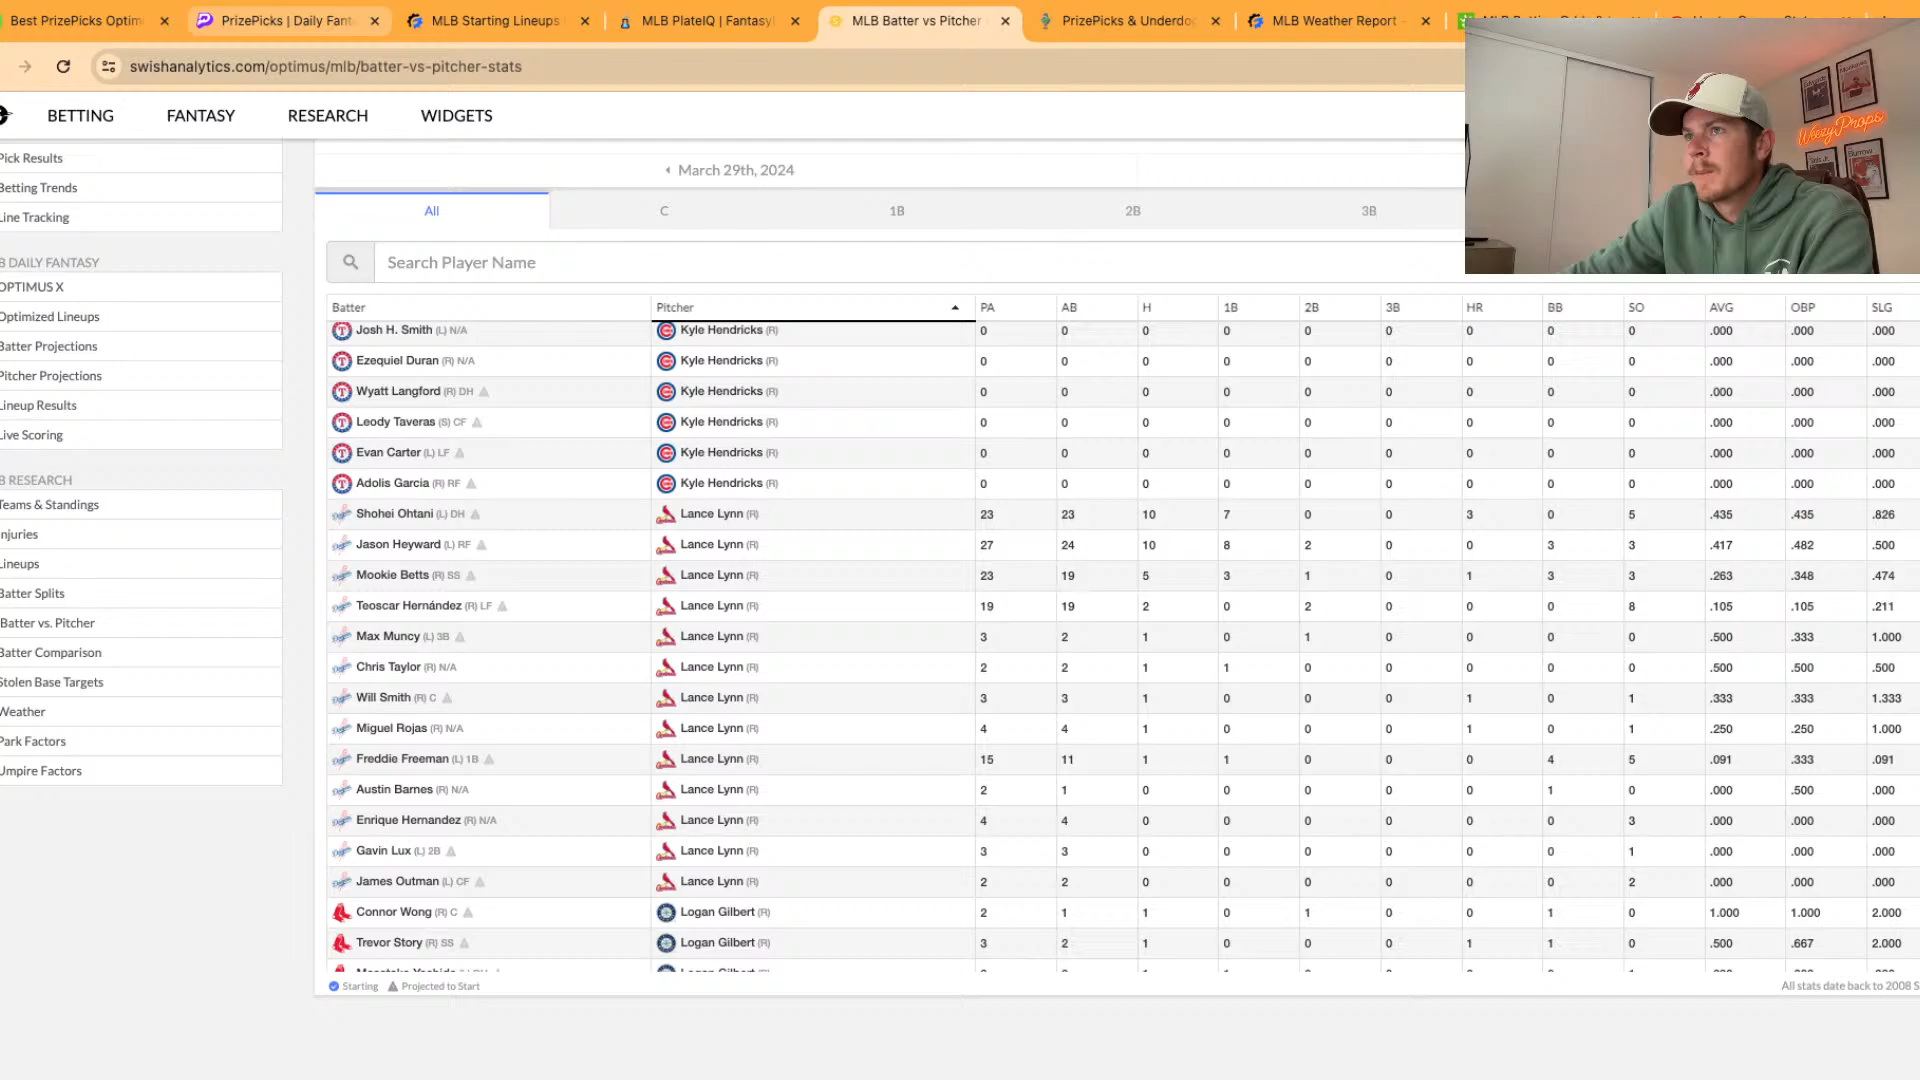 Best PrizePicks Optim
PrizePicks | Daily Fant
MLB Starting Lineups
MLB PlateIQ | Fantasy
MLB Batter vs Pitcher
PrizePicks & Underdo
MLB Weather Report -
swishanalytics.com/optimus/mlb/batter-vs-pitcher-stats
BETTING FANTASY RESEARCH WIDGETS
WeezyProps
Pick Results
Betting Trends
Line Tracking
B DAILY FANTASY
OPTIMUS X
Optimized Lineups
Batter Projections
Pitcher Projections
Lineup Results
Live Scoring
B RESEARCH
Teams & Standings
njuries
Lineups
Batter Splits
Batter vs. Pitcher
Batter Comparison
Stolen Base Targets
Weather
Park Factors
Umpire Factors
March 29th, 2024
All C 1B 2B 3B
Search Player Name
Batter Pitcher PA AB H 1B 2B 3B HR BB SO AVG OBP SLG
Josh H. Smith (L) N/A Kyle Hendricks (R) 0 0 0 0 0 0 0 0 0 .000 .000 .000
Ezequiel Duran (R) N/A Kyle Hendricks (R) 0 0 0 0 0 0 0 0 0 .000 .000 .000
Wyatt Langford (R) DH Kyle Hendricks (R) 0 0 0 0 0 0 0 0 0 .000 .000 .000
Leody Taveras (S) CF Kyle Hendricks (R) 0 0 0 0 0 0 0 0 0 .000 .000 .000
Evan Carter (L) LF Kyle Hendricks (R) 0 0 0 0 0 0 0 0 0 .000 .000 .000
Adolis Garcia (R) RF Kyle Hendricks (R) 0 0 0 0 0 0 0 0 0 .000 .000 .000
Shohei Ohtani (L) DH Lance Lynn (R) 23 23 10 7 0 0 3 0 5 .435 .435 .826
Jason Heyward (L) RF Lance Lynn (R) 27 24 10 8 2 0 0 3 3 .417 .482 .500
Mookie Betts (R) SS Lance Lynn (R) 23 19 5 3 1 0 1 3 3 .263 .348 .474
Teoscar Hernández (R) LF Lance Lynn (R) 19 19 2 0 2 0 0 0 8 .105 .105 .211
Max Muncy (L) 3B Lance Lynn (R) 3 2 1 0 1 0 0 0 0 .500 .333 1.000
Chris Taylor (R) N/A Lance Lynn (R) 2 2 1 1 0 0 0 0 0 .500 .500 .500
Will Smith (R) C Lance Lynn (R) 3 3 1 0 0 0 1 0 1 .333 .333 1.333
Miguel Rojas (R) N/A Lance Lynn (R) 4 4 1 0 0 0 1 0 1 .250 .250 1.000
Freddie Freeman (L) 1B Lance Lynn (R) 15 11 1 1 0 0 0 4 5 .091 .333 .091
Austin Barnes (R) N/A Lance Lynn (R) 2 1 0 0 0 0 0 1 0 .000 .500 .000
Enrique Hernandez (R) N/A Lance Lynn (R) 4 4 0 0 0 0 0 0 3 .000 .000 .000
Gavin Lux (L) 2B Lance Lynn (R) 3 3 0 0 0 0 0 0 1 .000 .000 .000
James Outman (L) CF Lance Lynn (R) 2 2 0 0 0 0 0 0 2 .000 .000 .000
Connor Wong (R) C Logan Gilbert (R) 2 1 1 0 1 0 0 1 0 1.000 1.000 2.000
Trevor Story (R) SS Logan Gilbert (R) 3 2 1 0 0 0 1 1 0 .500 .667 2.000
Starting Projected to Start
All stats date back to 2008 S